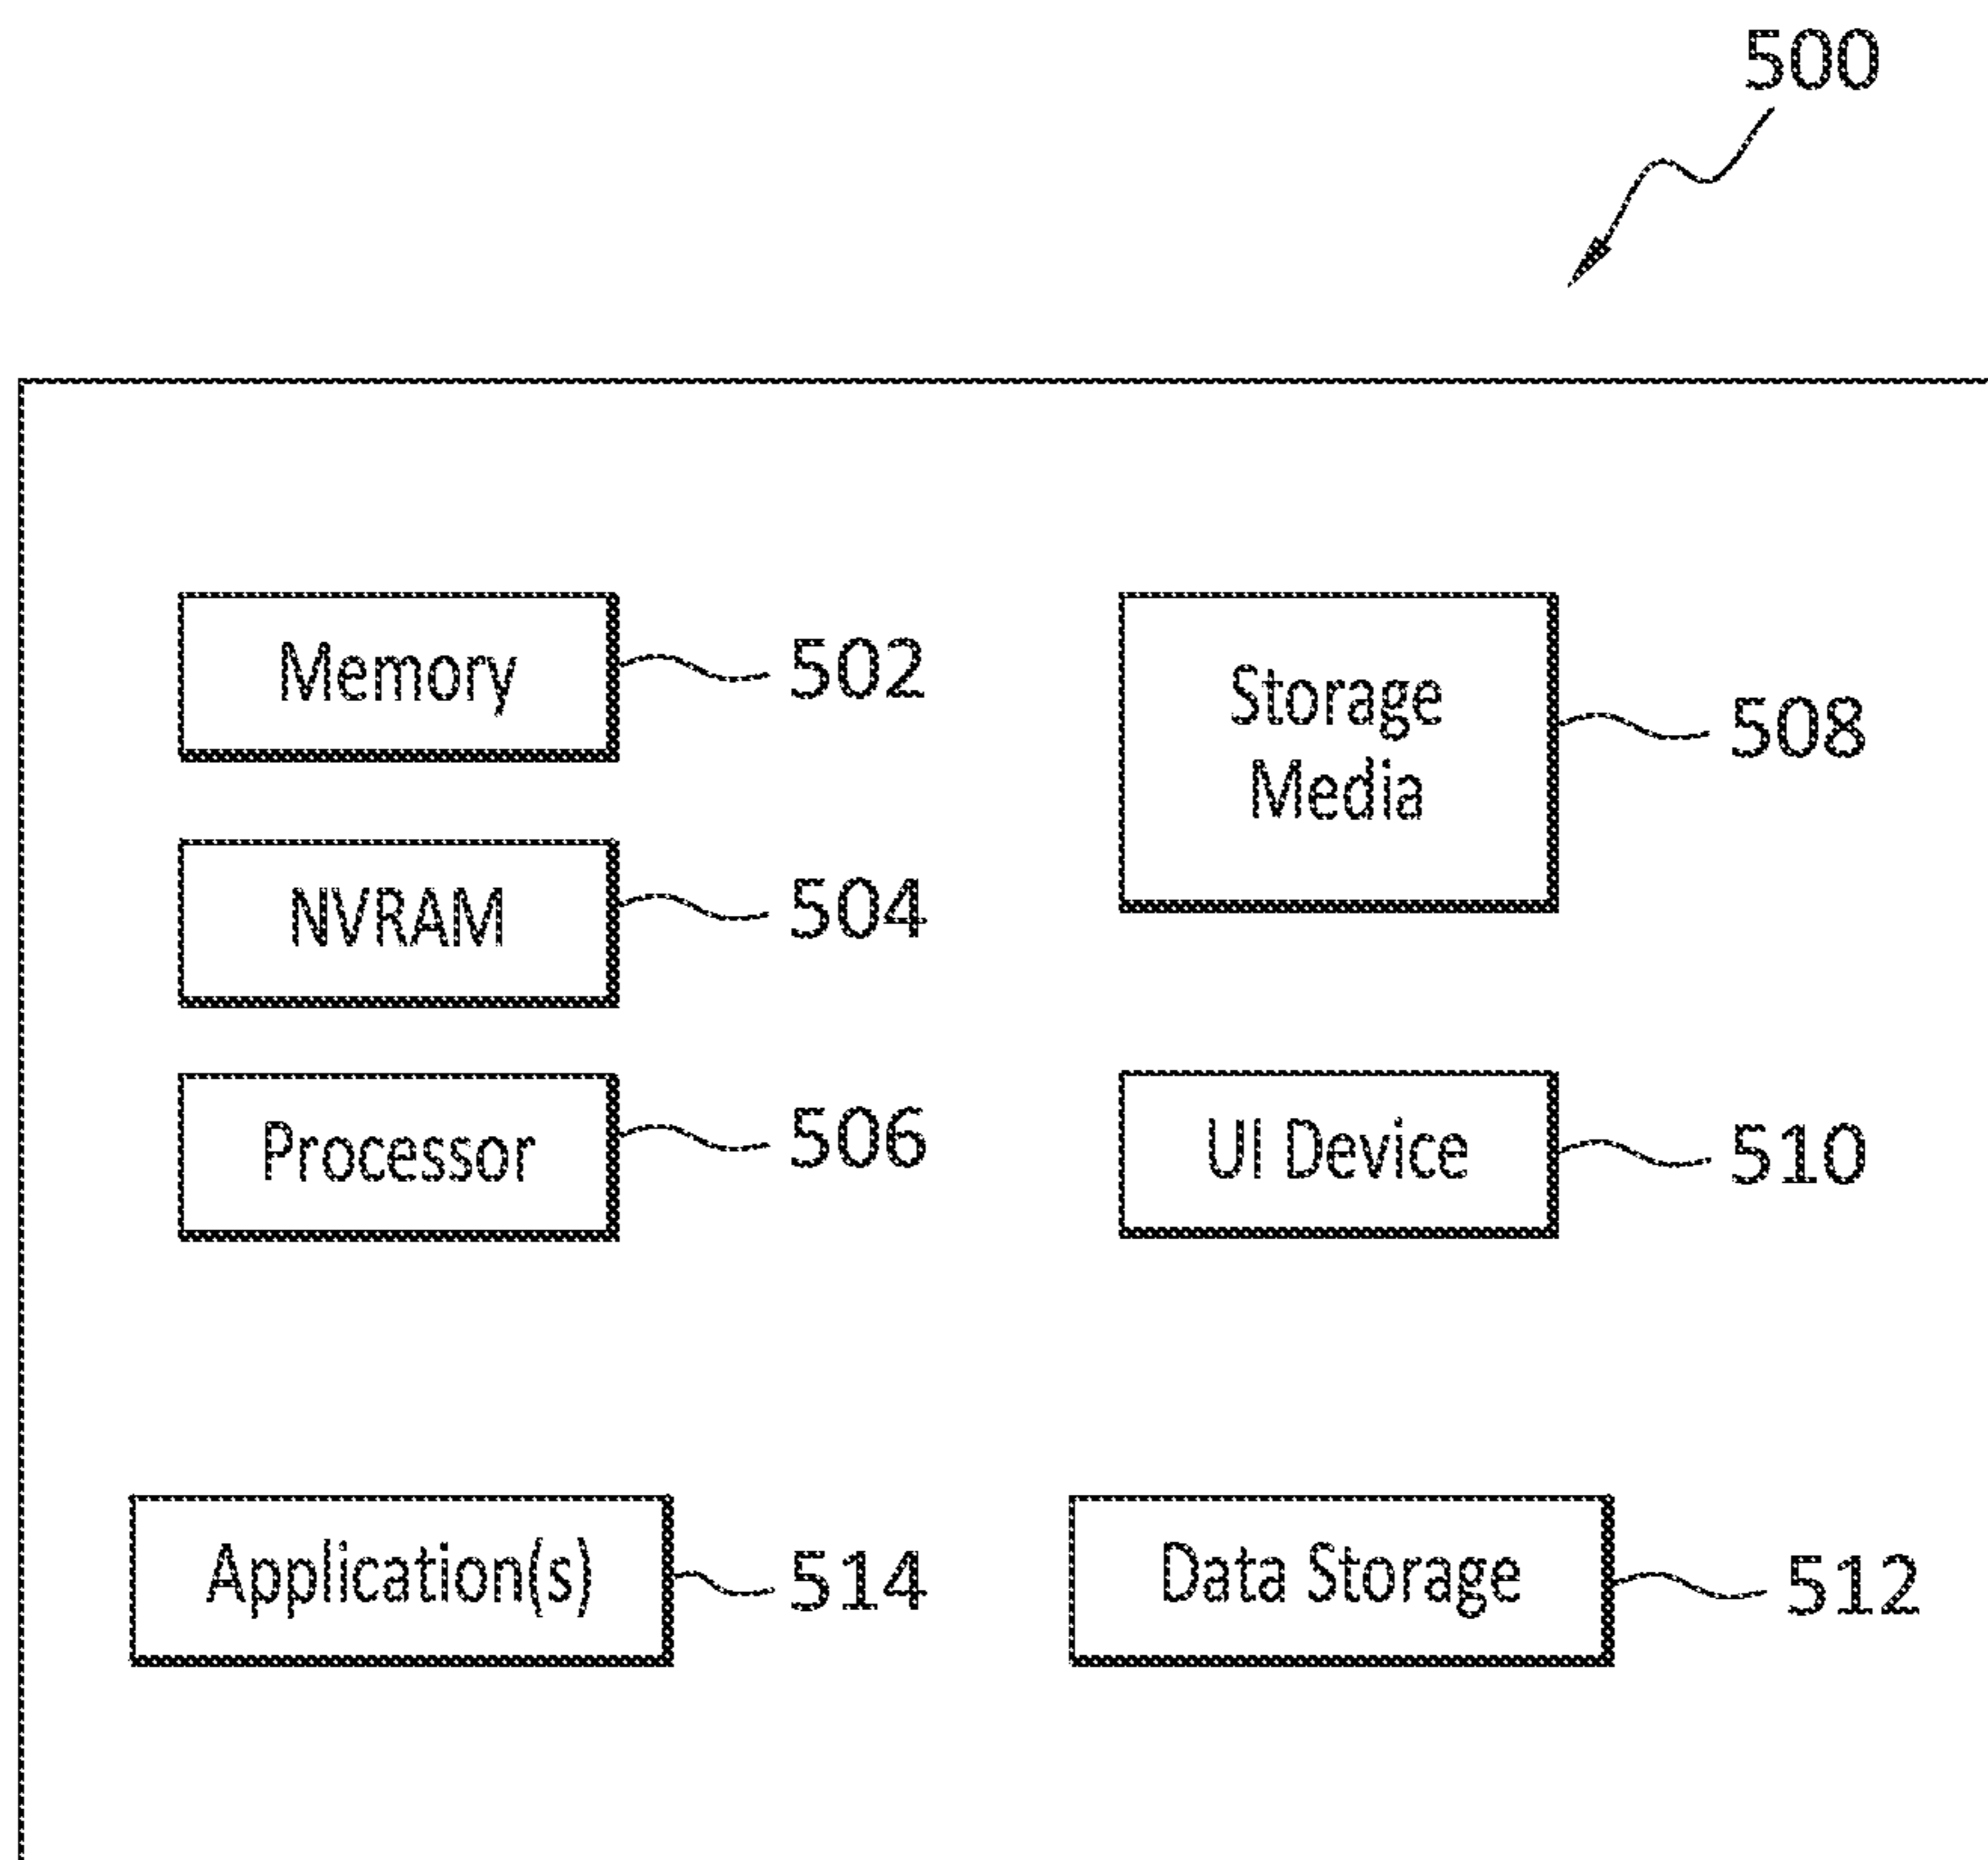 500
Memory
502
Storage
Media
508
NVRAM
504
Processor
506
UI Device
510
Application(s)
514
Data Storage
512